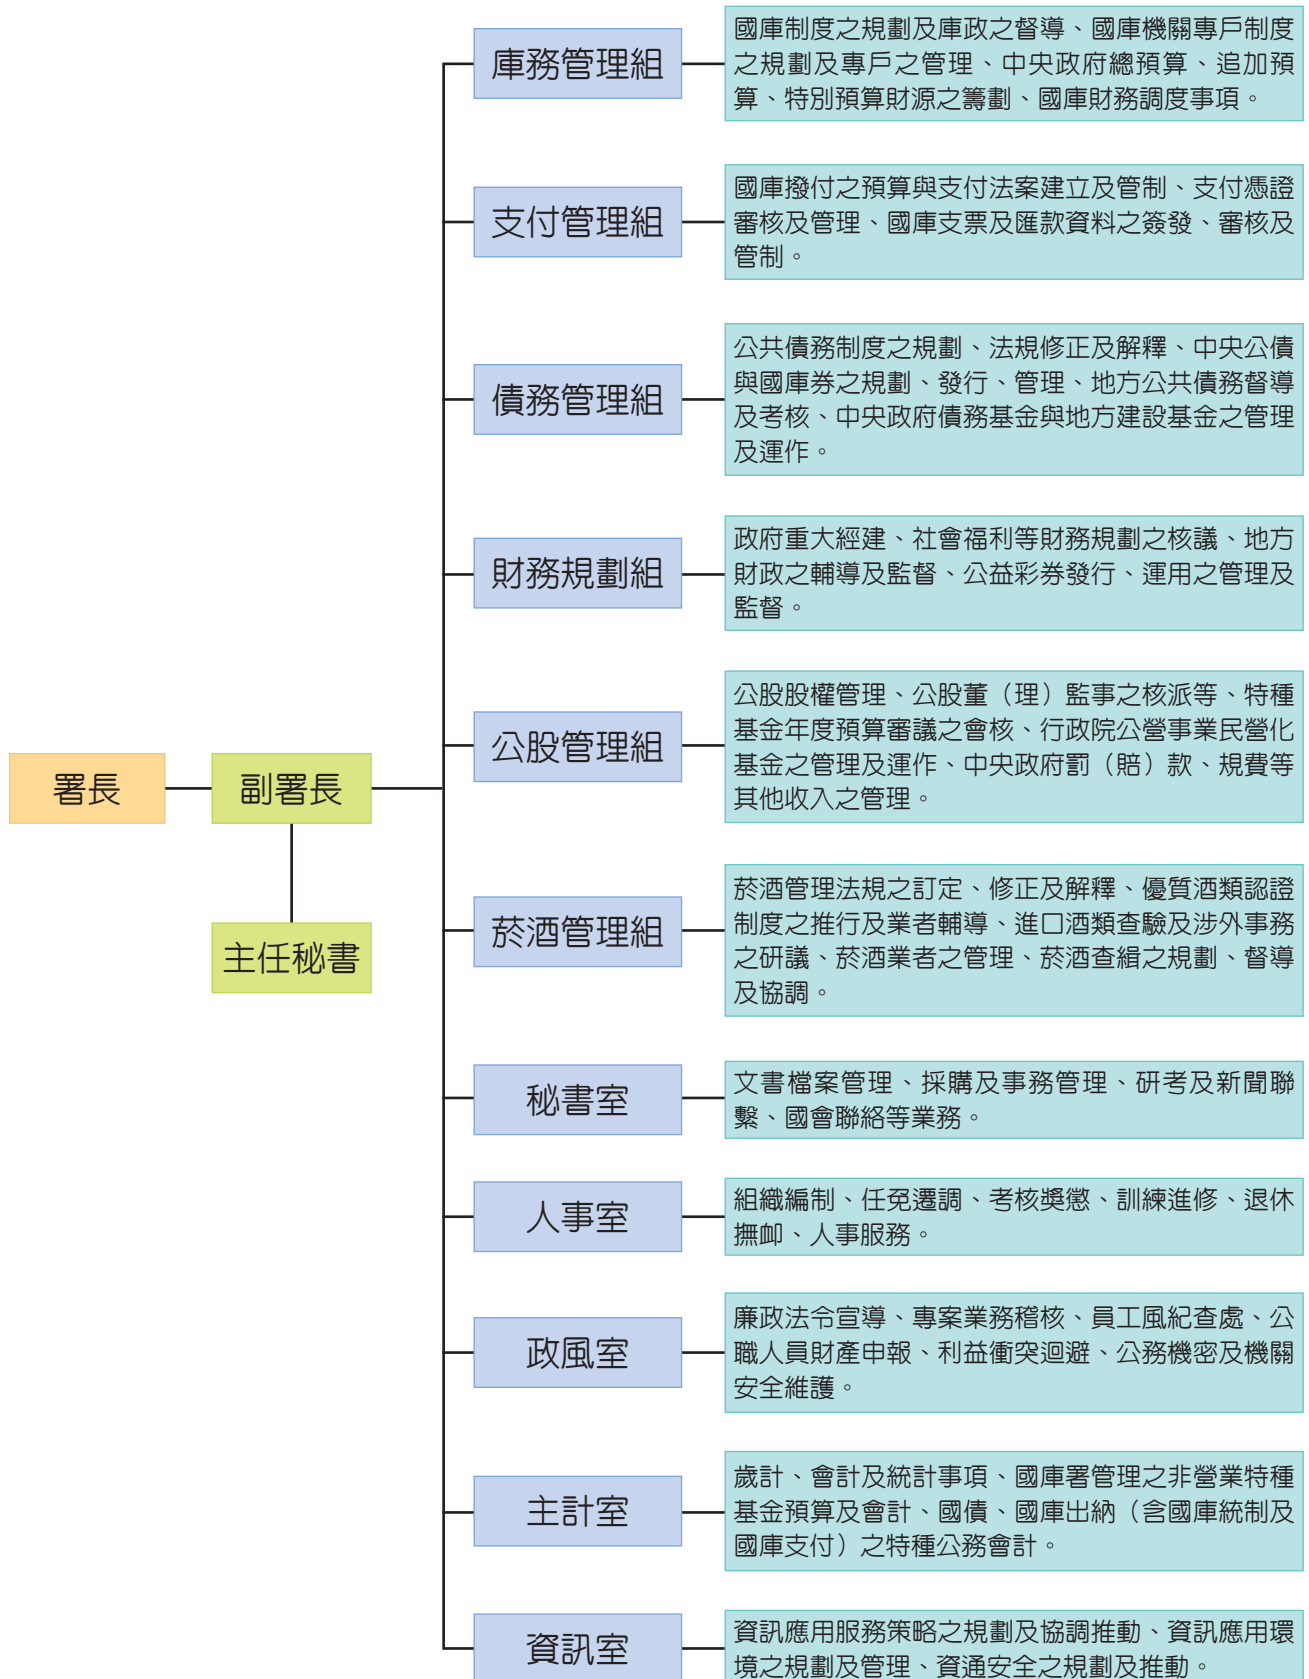 庫務管理組
國庫制度之規劃及庫政之督導、國庫機關專戶制度
之規劃及專戶之管理、中央政府總預算、追加預
算、特別預算財源之籌劃、國庫財務調度事項。
支付管理組
國庫撥付之預算與支付法案建立及管制、支付憑證
審核及管理、國庫支票及匯款資料之簽發、審核及
管制。
債務管理組
公共債務制度之規劃、法規修正及解釋、中央公債
與國庫券之規劃、發行、管理、地方公共債務督導
及考核、中央政府債務基金與地方建設基金之管理
及運作。
財務規劃組
政府重大經建、社會福利等財務規劃之核議、地方
財政之輔導及監督、公益彩券發行、運用之管理及
監督。
公股管理組
公股股權管理、公股董（理）監事之核派等、特種
基金年度預算審議之會核、行政院公營事業民營化
基金之管理及運作、中央政府罰（賠）款、規費等
其他收入之管理。
署長
副署長
主任秘書
菸酒管理組
菸酒管理法規之訂定、修正及解釋、優質酒類認證
制度之推行及業者輔導、進口酒類查驗及涉外事務
之研議、菸酒業者之管理、菸酒查緝之規劃、督導
及協調。
秘書室
文書檔案管理、採購及事務管理、研考及新聞聯
繫、國會聯絡等業務。
人事室
組織編制、任免遷調、考核獎懲、訓練進修、退休
撫卹、人事服務。
政風室
廉政法令宣導、專案業務稽核、員工風紀查處、公
職人員財產申報、利益衝突迴避、公務機密及機關
安全維護。
主計室
歲計、會計及統計事項、國庫署管理之非營業特種
基金預算及會計、國債、國庫出納（含國庫統制及
國庫支付）之特種公務會計。
資訊室
資訊應用服務策略之規劃及協調推動、資訊應用環
境之規劃及管理、資通安全之規劃及推動。